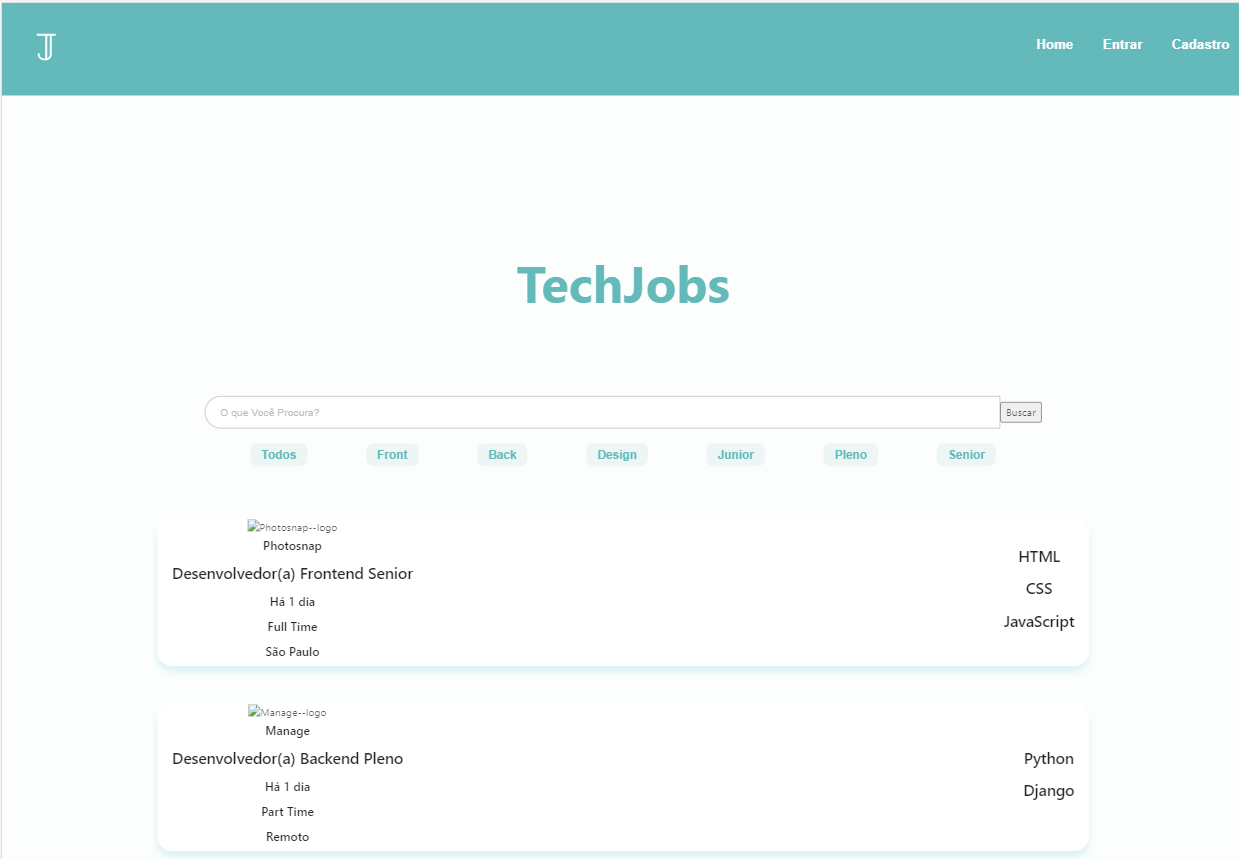 JT
Home Entrar Cadastro
TechJobs
O que Você Procura? Buscar
Todos Front Back Design Junior Pleno Senior
Photosnap--logo
Photosnap
Desenvolvedor(a) Frontend Senior
Há 1 dia
Full Time
São Paulo
HTML
CSS
JavaScript
Manage--logo
Manage
Desenvolvedor(a) Backend Pleno
Há 1 dia
Part Time
Remoto
Python
Django